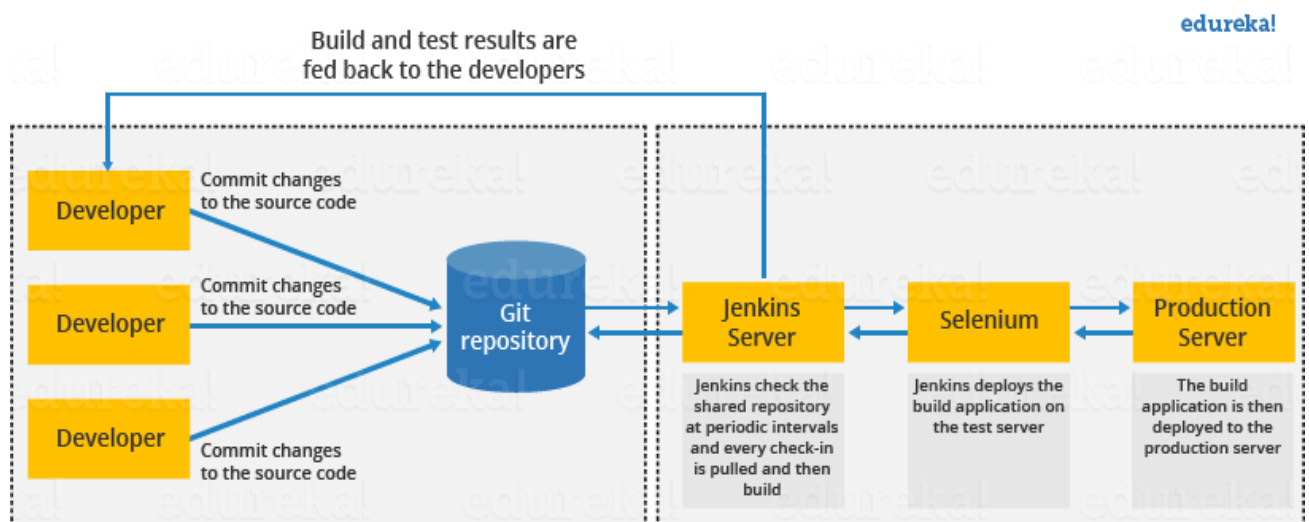 edureka!
Build and test results are
fed back to the developers
Developer
Commit changes
to the source code
Developer
Commit changes
to the source code
Developer
Commit changes
to the source code
Git
repository
Jenkins
Server
Jenkins check the
shared repository
at periodic intervals
and every check-in
is pulled and then
build
Selenium
Jenkins deploys the
build application on
the test server
Production
Server
The build
application is then
deployed to the
production server